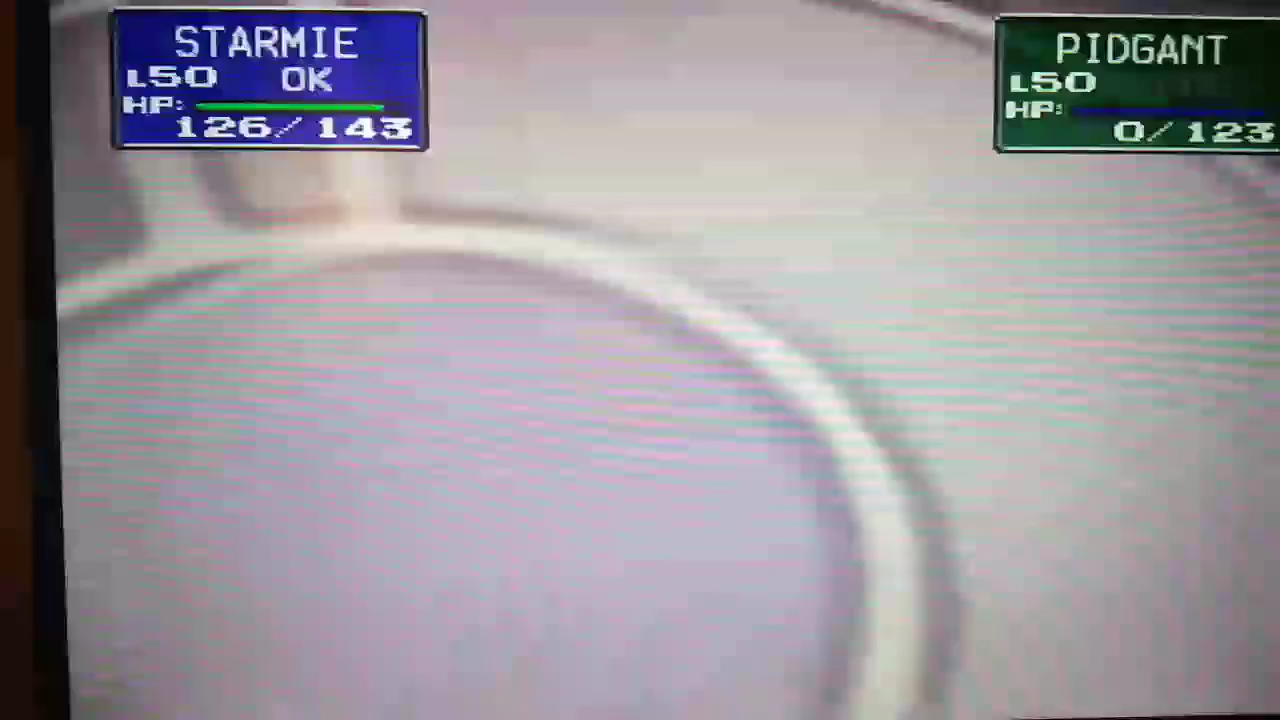 STARMIE
L50 OK
HP:
126/143
PIDGANT
L50
HP:
0/123